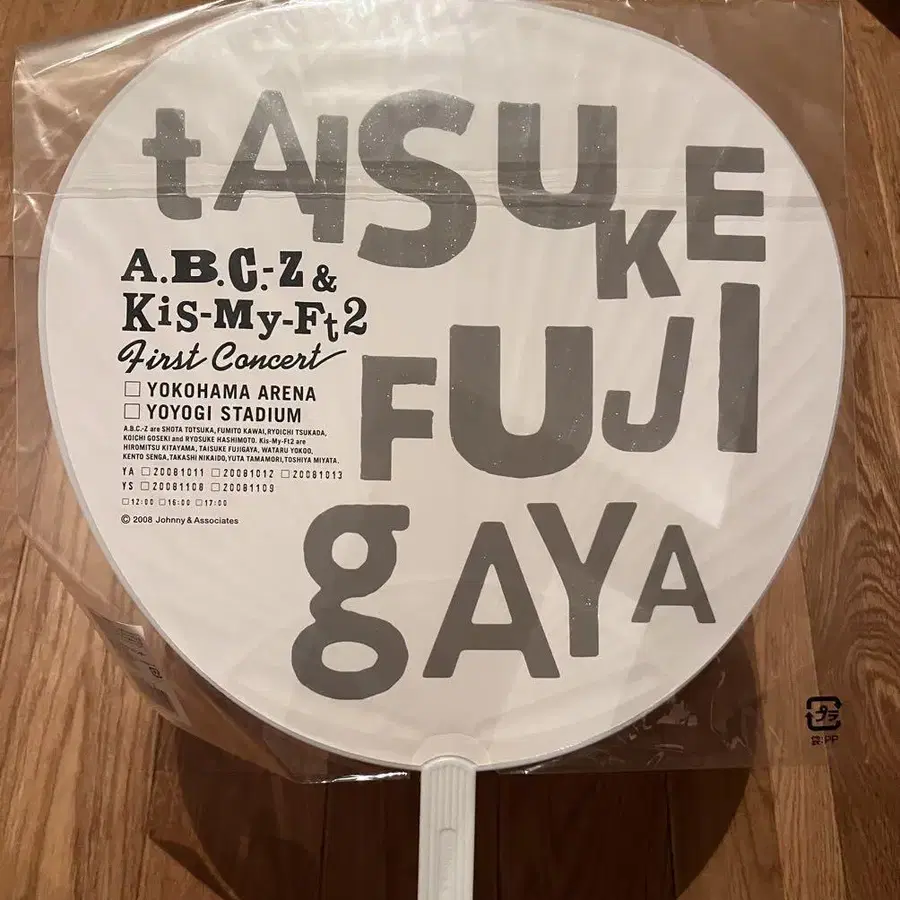 tAISUKE
A.B.C-Z &
Kis-My-Ft2
First Concert
□ YOKOHAMA ARENA
□ YOYOGI STADIUM
A.B.C.-Z are SHOTA TOTSUKA, FUMITO KAWAI, RYOICHI TSUKADA,
KOICHI GOSEKI and RYOSUKE HASHIMOTO. Kis-My-Ft2 are
HIROMITSU KITAYAMA, TAISUKE FUJIGAYA, WATARU YOKOO,
KENTO SENGA, TAKASHI NIKAIDO, YUTA TAMAMORI, TOSHIYA MIYATA.
YA □20081011 □20081012 □20081013
YS □20081108 □20081109
□12:00 □16:00 □17:00
© 2008 Johnny & Associates
FUJI
gAYA
プラ
袋:PP